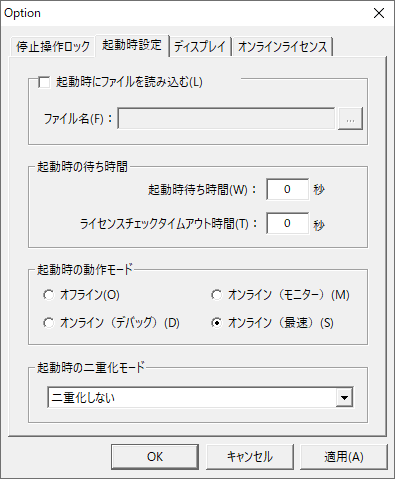 Option
停止操作ロック 起動時設定 ディスプレイ オンラインライセンス
起動時にファイルを読み込む(L)
ファイル名(F)： ...
起動時の待ち時間
起動時待ち時間(W)： 0 秒
ライセンスチェックタイムアウト時間(T)： 0 秒
起動時の動作モード
オフライン(O) オンライン（モニター）(M)
オンライン（デバッグ）(D) オンライン（最速）(S)
起動時の二重化モード
二重化しない
OK キャンセル 適用(A)